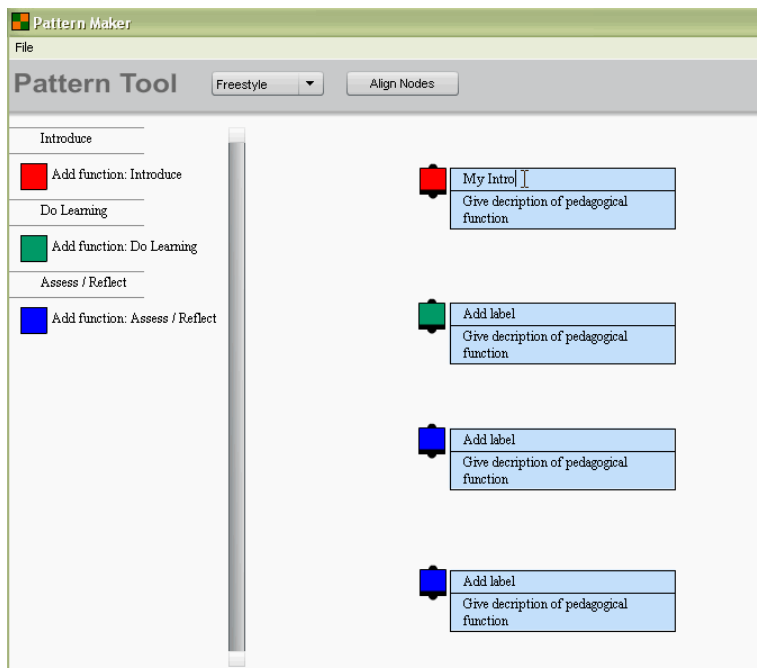 Pattern Maker
File
Pattern Tool
Freestyle
Align Nodes
Introduce
Add function: Introduce
Do Learning
Add function: Do Learning
Assess / Reflect
Add function: Assess / Reflect
My Intro
Give decription of pedagogical
function
Add label
Give decription of pedagogical
function
Add label
Give decription of pedagogical
function
Add label
Give decription of pedagogical
function